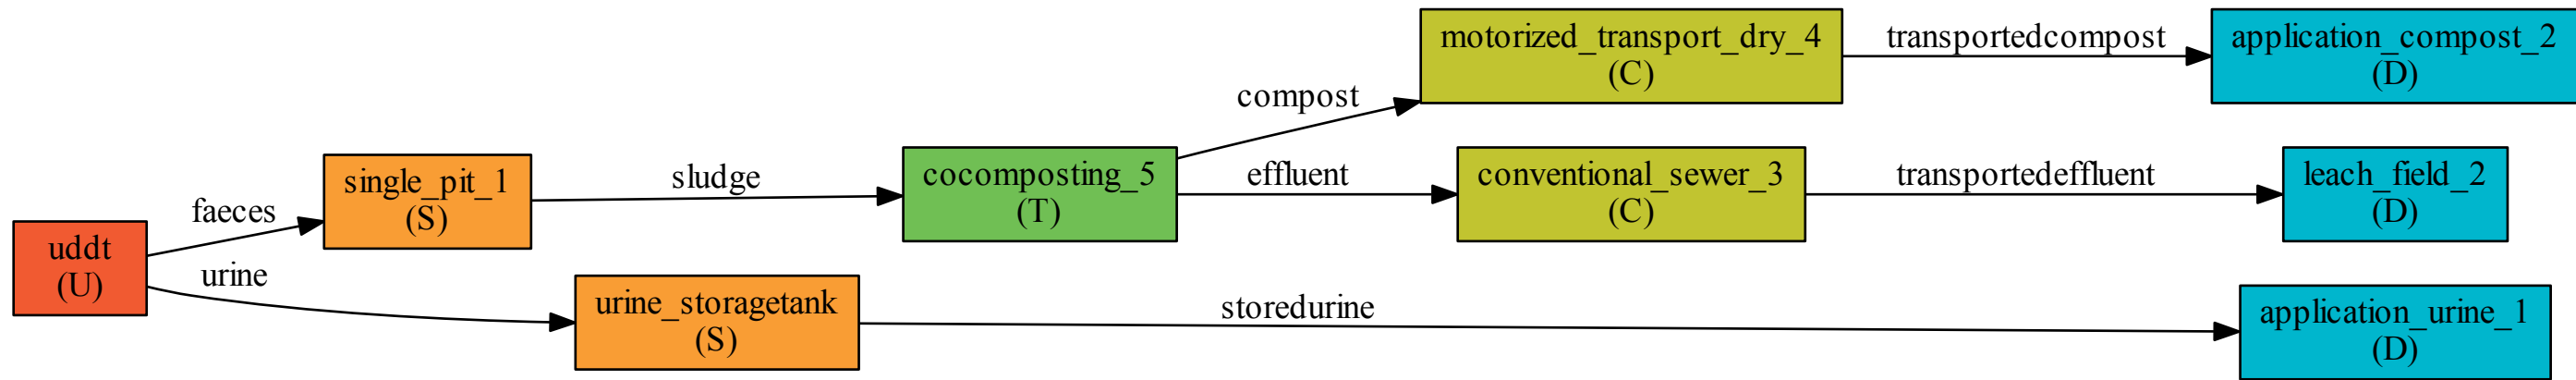 uddt
(U)
faeces
urine
single_pit_1
(S)
urine_storagetank
(S)
sludge
storedurine
cocomposting_5
(T)
compost
effluent
motorized_transport_dry_4
(C)
conventional_sewer_3
(C)
transportedcompost
transportedeffluent
application_compost_2
(D)
leach_field_2
(D)
application_urine_1
(D)